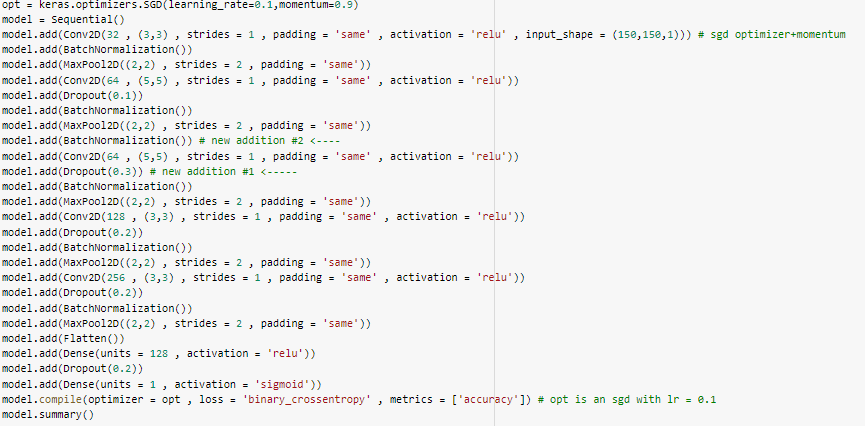 opt = keras.optimizers.SGD(learning_rate=0.1,momentum=0.9)
model = Sequential()
model.add(Conv2D(32 , (3,3) , strides = 1 , padding = 'same' , activation = 'relu' , input_shape = (150,150,1))) # sgd optimizer+momentum
model.add(BatchNormalization())
model.add(MaxPool2D((2,2) , strides = 2 , padding = 'same'))
model.add(Conv2D(64 , (5,5) , strides = 1 , padding = 'same' , activation = 'relu'))
model.add(Dropout(0.1))
model.add(BatchNormalization())
model.add(MaxPool2D((2,2) , strides = 2 , padding = 'same'))
model.add(BatchNormalization()) # new addition #2 <----
model.add(Conv2D(64 , (5,5) , strides = 1 , padding = 'same' , activation = 'relu'))
model.add(Dropout(0.3)) # new addition #1 <-----
model.add(BatchNormalization())
model.add(MaxPool2D((2,2) , strides = 2 , padding = 'same'))
model.add(Conv2D(128 , (3,3) , strides = 1 , padding = 'same' , activation = 'relu'))
model.add(Dropout(0.2))
model.add(BatchNormalization())
model.add(MaxPool2D((2,2) , strides = 2 , padding = 'same'))
model.add(Conv2D(256 , (3,3) , strides = 1 , padding = 'same' , activation = 'relu'))
model.add(Dropout(0.2))
model.add(BatchNormalization())
model.add(MaxPool2D((2,2) , strides = 2 , padding = 'same'))
model.add(Flatten())
model.add(Dense(units = 128 , activation = 'relu'))
model.add(Dropout(0.2))
model.add(Dense(units = 1 , activation = 'sigmoid'))
model.compile(optimizer = opt , loss = 'binary_crossentropy' , metrics = ['accuracy']) # opt is an sgd with lr = 0.1
model.summary()